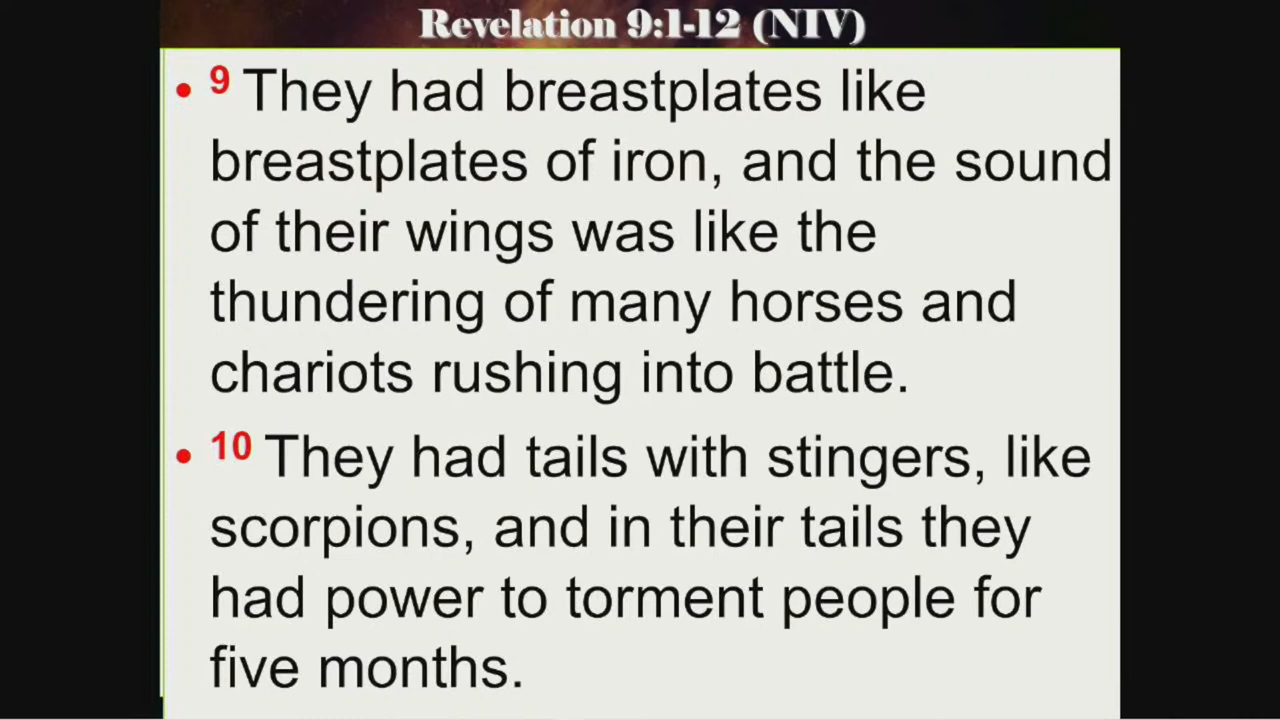 Revelation 9:1-12 (NIV)
• 9 They had breastplates like
breastplates of iron, and the sound
of their wings was like the
thundering of many horses and
chariots rushing into battle.
• 10 They had tails with stingers, like
scorpions, and in their tails they
had power to torment people for
five months.